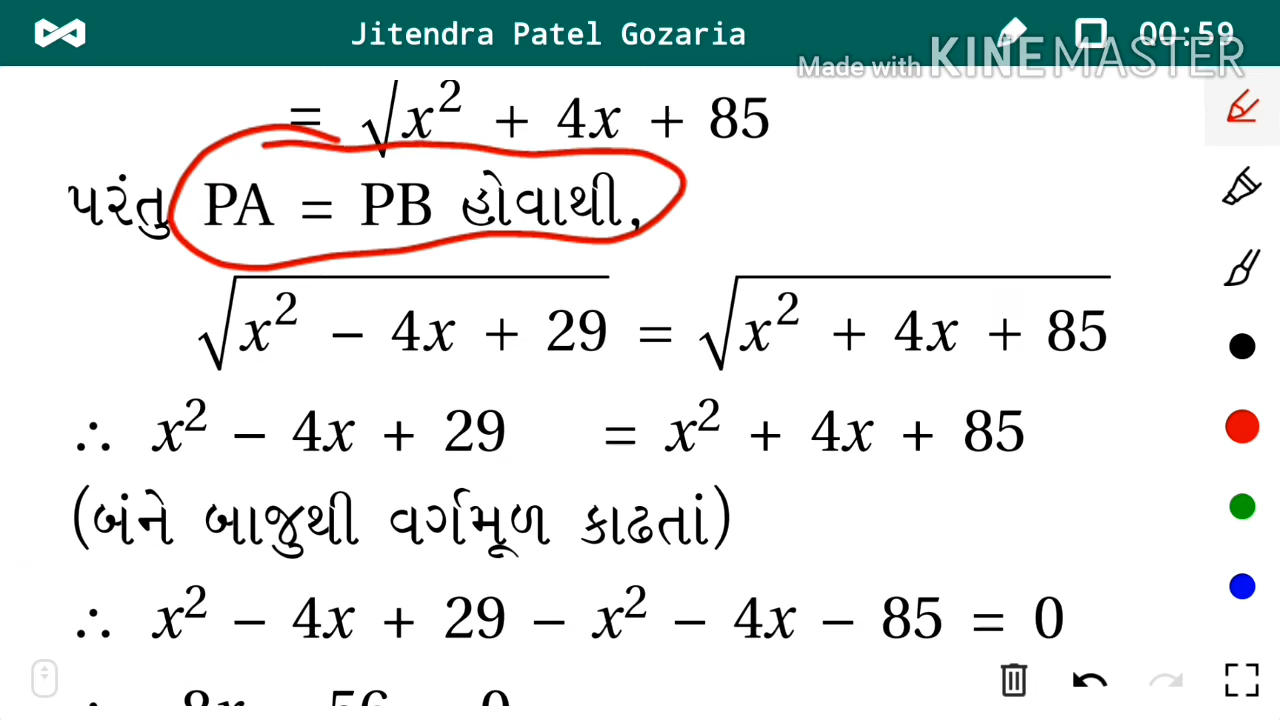 Jitendra Patel Gozaria
00:59
Made with KINEMASTER
= √x² + 4x + 85
પરંતુ PA = PB હોવાથી,
√x² − 4x + 29 = √x² + 4x + 85
∴ x² − 4x + 29 = x² + 4x + 85
(બંને બાજુથી વર્ગમૂળ કાઢતાં)
∴ x² − 4x + 29 − x² − 4x − 85 = 0